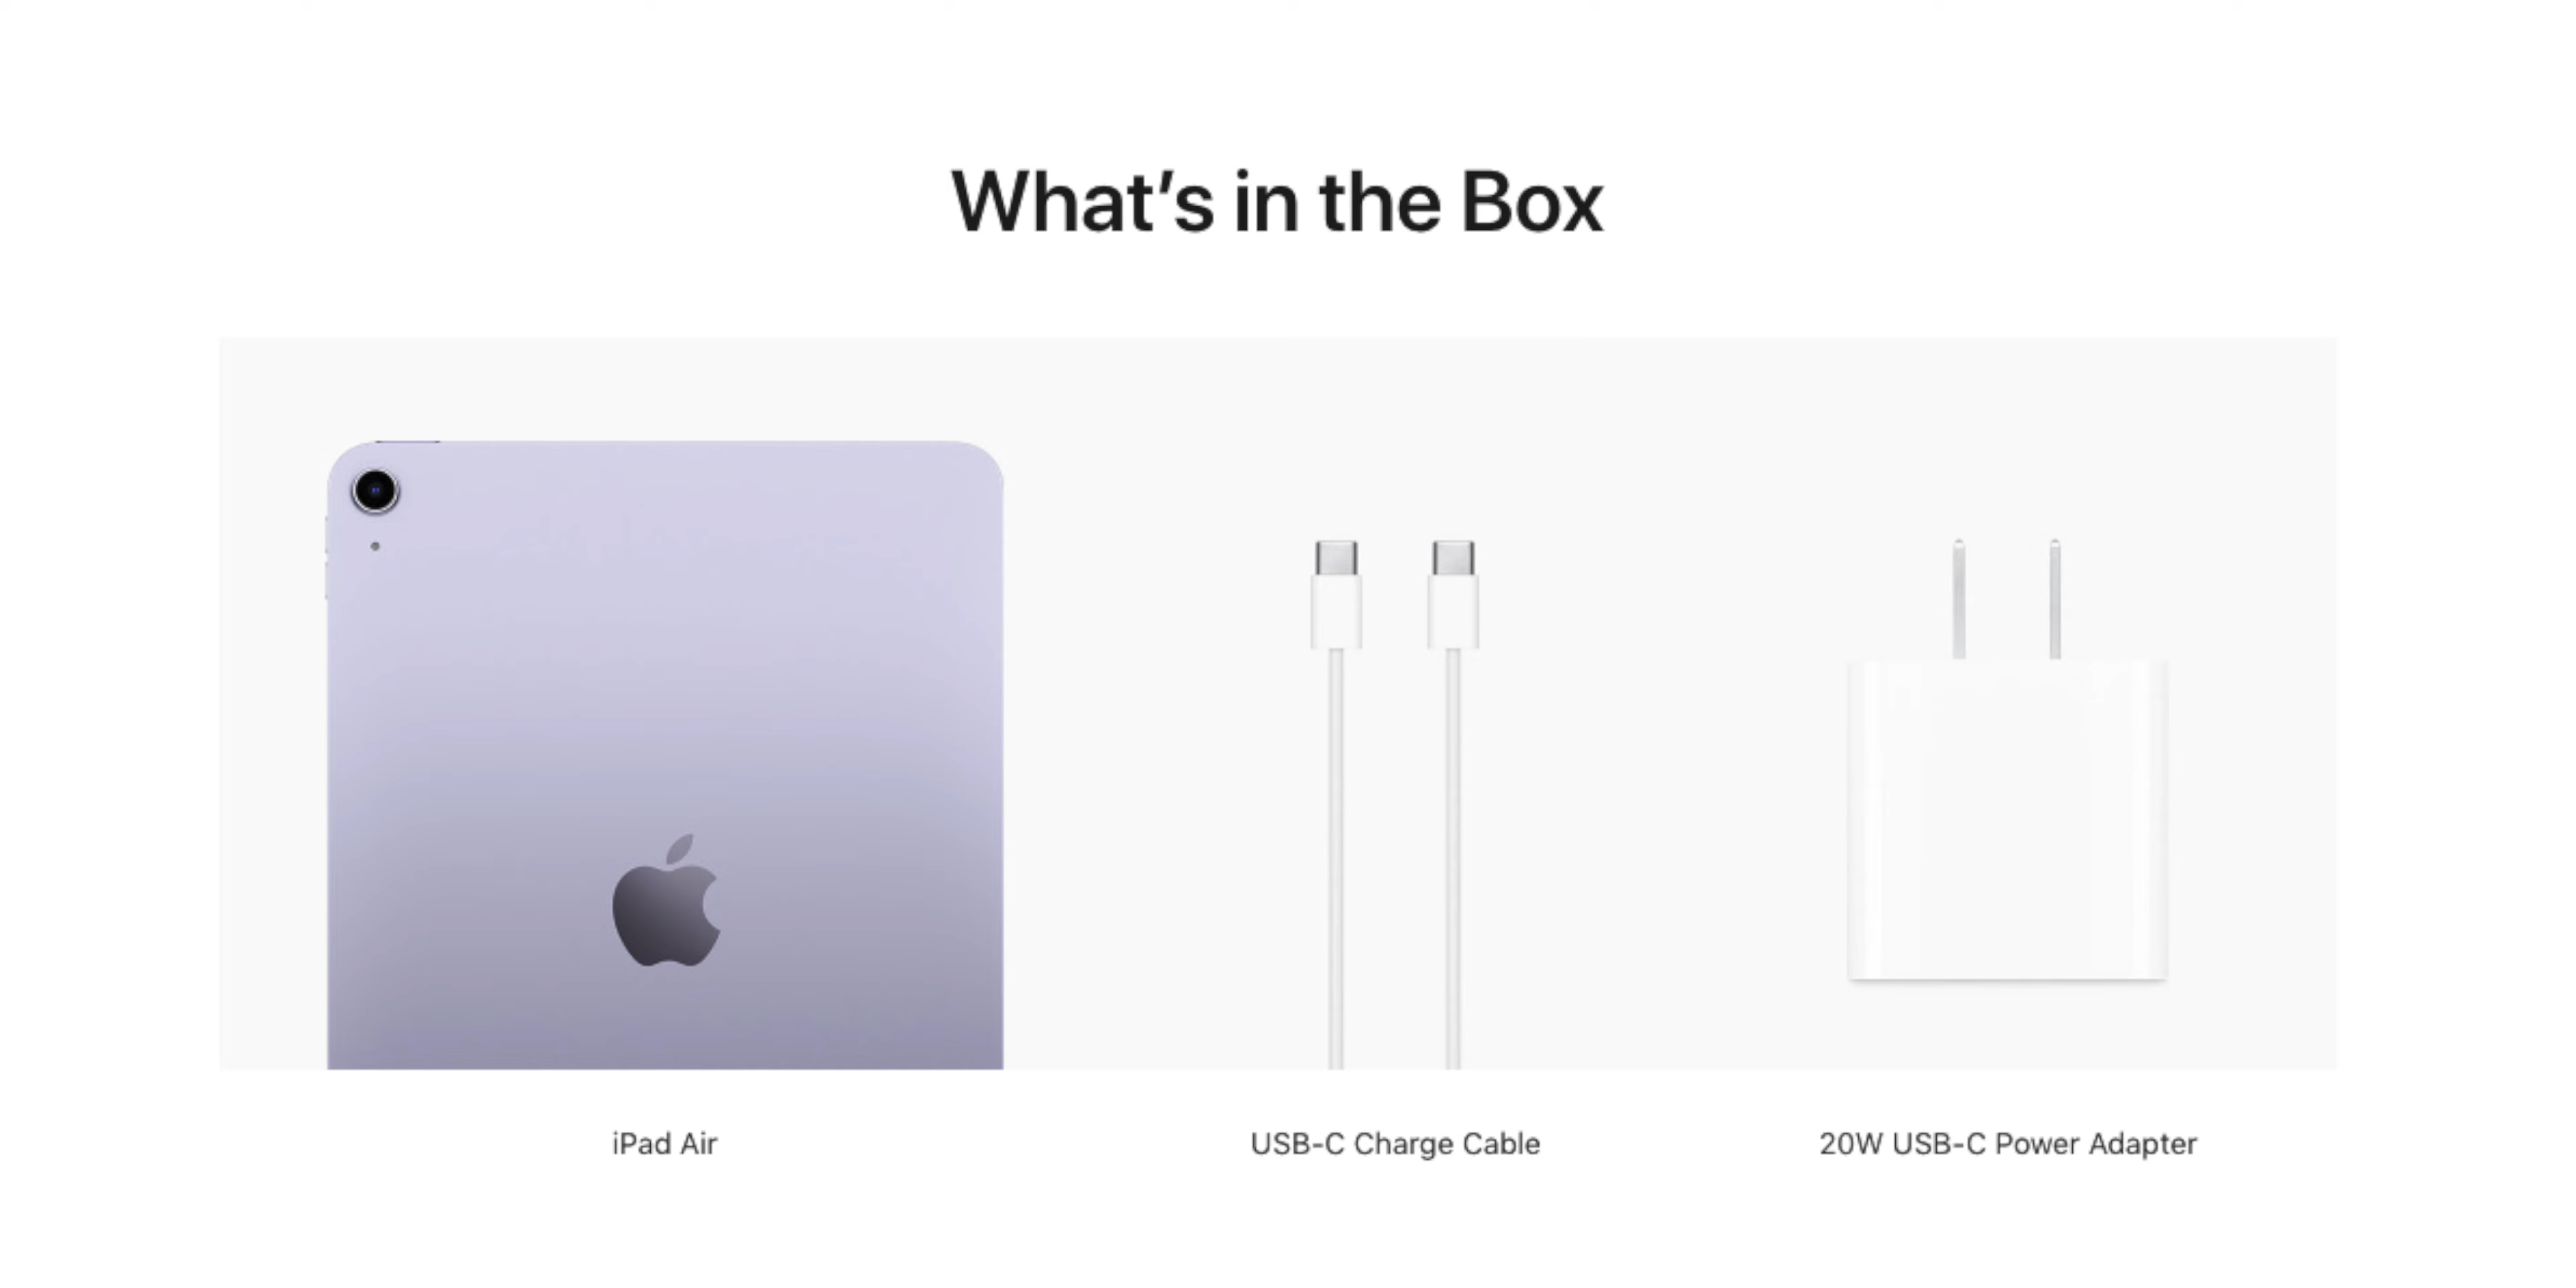 What’s in the Box
iPad Air
USB-C Charge Cable
20W USB-C Power Adapter